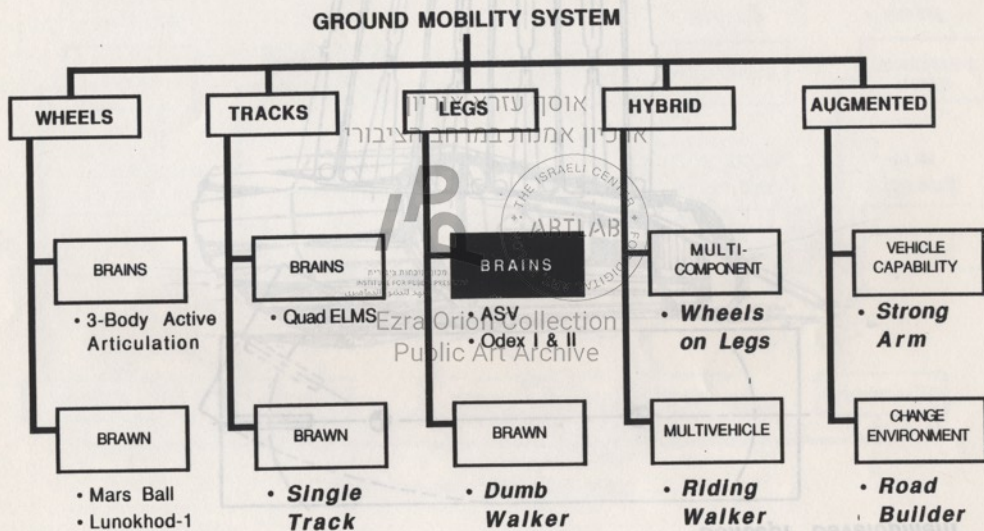 GROUND MOBILITY SYSTEM
WHEELS
TRACKS
LEGS
HYBRID
AUGMENTED
אוסף עזרא אוריון
ארכיון אמנות במרחב הציבורי
THE ISRAELI CENTER FOR DIGITAL ART
ARTLAB
BRAINS
• 3-Body Active
Articulation
BRAINS
• Quad ELMS
BRAINS
• ASV
• Odex I & II
MULTI-
COMPONENT
• Wheels
on Legs
VEHICLE
CAPABILITY
• Strong
Arm
Ezra Orion Collection
Public Art Archive
BRAWN
• Mars Ball
• Lunokhod-1
BRAWN
• Single
Track
BRAWN
• Dumb
Walker
MULTIVEHICLE
• Riding
Walker
CHANGE
ENVIRONMENT
• Road
Builder